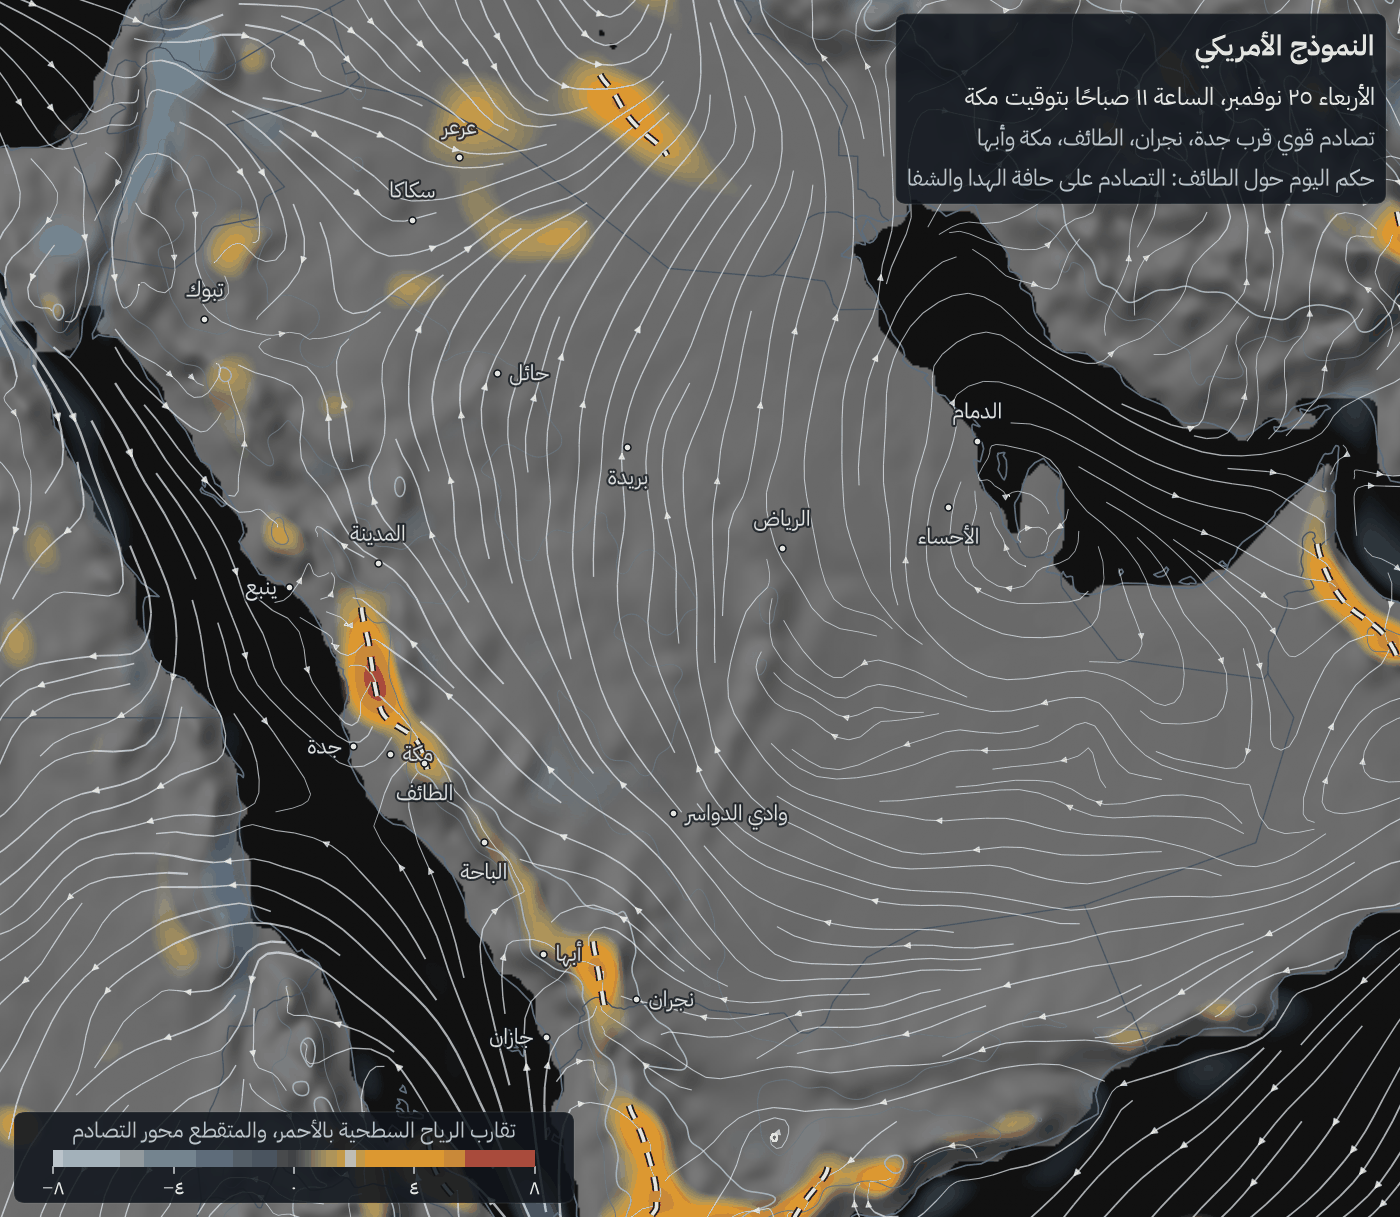 النموذج الأمريكي
الأربعاء ٢٥ نوفمبر، الساعة ١١ صباحًا بتوقيت مكة
تصادم قوي قرب جدة، نجران، الطائف، مكة وأبها
حكم اليوم حول الطائف: التصادم على حافة الهدا والشفا
عرعر
سكاكا
تبوك
حائل
الدمام
بريدة
الرياض
الأحساء
المدينة
ينبع
جدة
مكة
الطائف
وادي الدواسر
الباحة
أبها
نجران
جازان
تقارب الرياح السطحية بالأحمر، والمتقطع محور التصادم
−٨ −٤ ٠ ٤ ٨